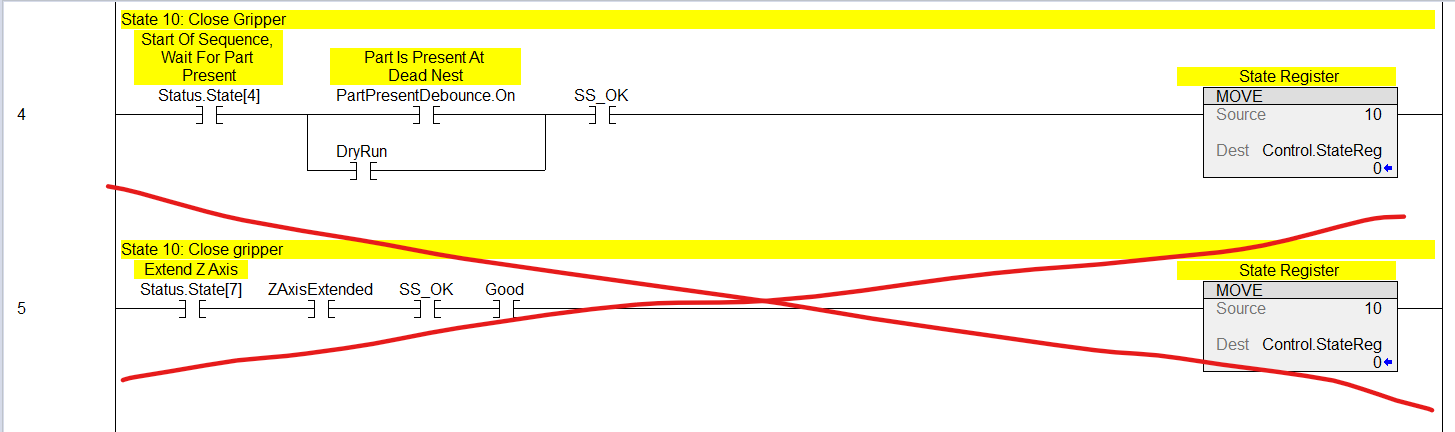 State 10: Close Gripper
Start Of Sequence,
Wait For Part
Present
Part Is Present At
Dead Nest
State Register
Status.State[4]
PartPresentDebounce.On
SS_OK
MOVE
4
Source 10
DryRun
Dest Control.StateReg
0
State 10: Close gripper
Extend Z Axis
State Register
Status.State[7]
ZAxisExtended
SS_OK
Good
MOVE
5
Source 10
Dest Control.StateReg
0